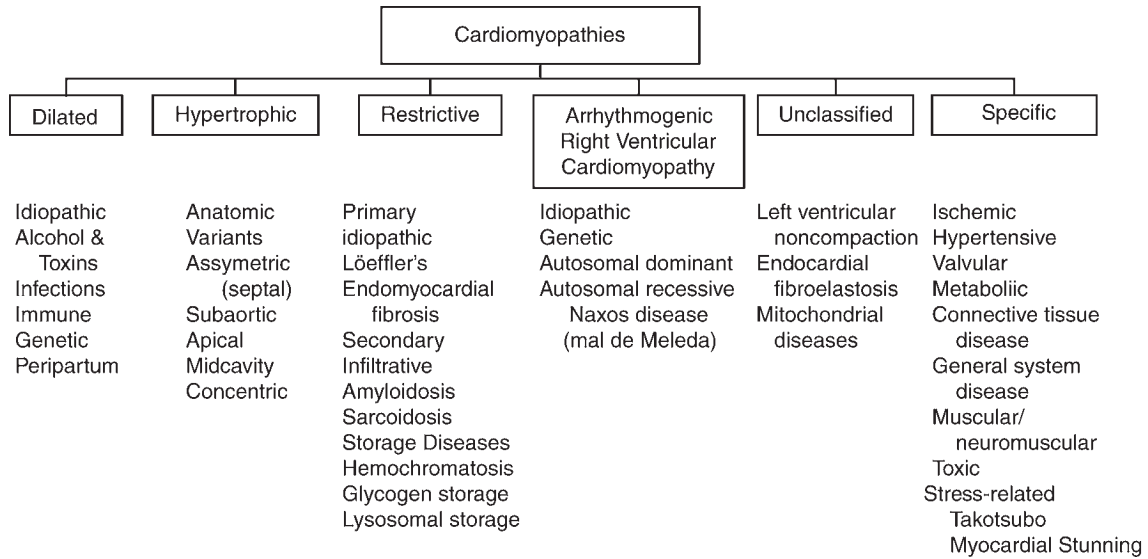 Cardiomyopathies
Dilated
Idiopathic
Alcohol &
Toxins
Infections
Immune
Genetic
Peripartum
Hypertrophic
Anatomic
Variants
Assymetric
(septal)
Subaortic
Apical
Midcavity
Concentric
Restrictive
Primary
idiopathic
Löeffler's
Endomyocardial
fibrosis
Secondary
Infiltrative
Amyloidosis
Sarcoidosis
Storage Diseases
Hemochromatosis
Glycogen storage
Lysosomal storage
Arrhythmogenic
Right Ventricular
Cardiomyopathy
Idiopathic
Genetic
Autosomal dominant
Autosomal recessive
Naxos disease
(mal de Meleda)
Unclassified
Left ventricular
noncompaction
Endocardial
fibroelastosis
Mitochondrial
diseases
Specific
Ischemic
Hypertensive
Valvular
Metaboliic
Connective tissue
disease
General system
disease
Muscular/
neuromuscular
Toxic
Stress-related
Takotsubo
Myocardial Stunning